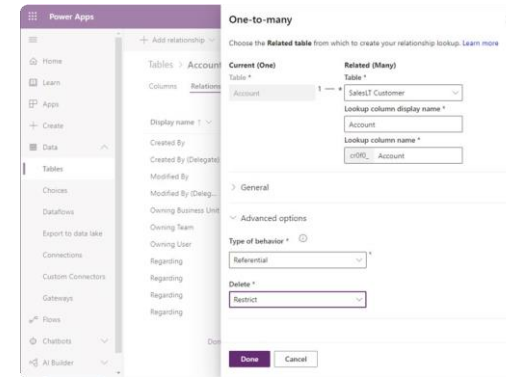 Power Apps
Home
Learn
Apps
Create
Data
Tables
Choices
Dataflows
Export to data lake
Connections
Custom Connectors
Gateways
Flows
Chatbots
AI Builder
Add relationship
Tables > Account
Columns Relations
Display name ↑
Created By
Created By (Delegate)
Modified By
Modified By (Deleg...
Owning Business Unit
Owning Team
Owning User
Regarding
Regarding
Regarding
Regarding
Don
One-to-many
Choose the Related table from which to create your relationship lookup. Learn more
Current (One)
Table *
Account
1 — *
Related (Many)
Table *
SalesLT Customer
Lookup column display name *
Account
Lookup column name *
cr0f0_ Account
General
Advanced options
Type of behavior *
Referential
*
Delete *
Restrict
Done Cancel